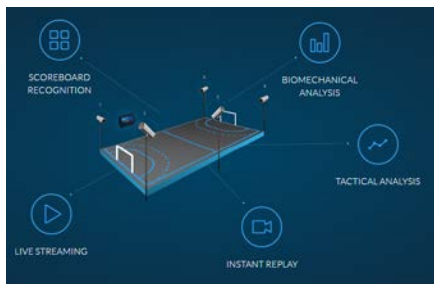 SCOREBOARD
RECOGNITION
BIOMECHANICAL
ANALYSIS
TACTICAL ANALYSIS
LIVE STREAMING
INSTANT REPLAY